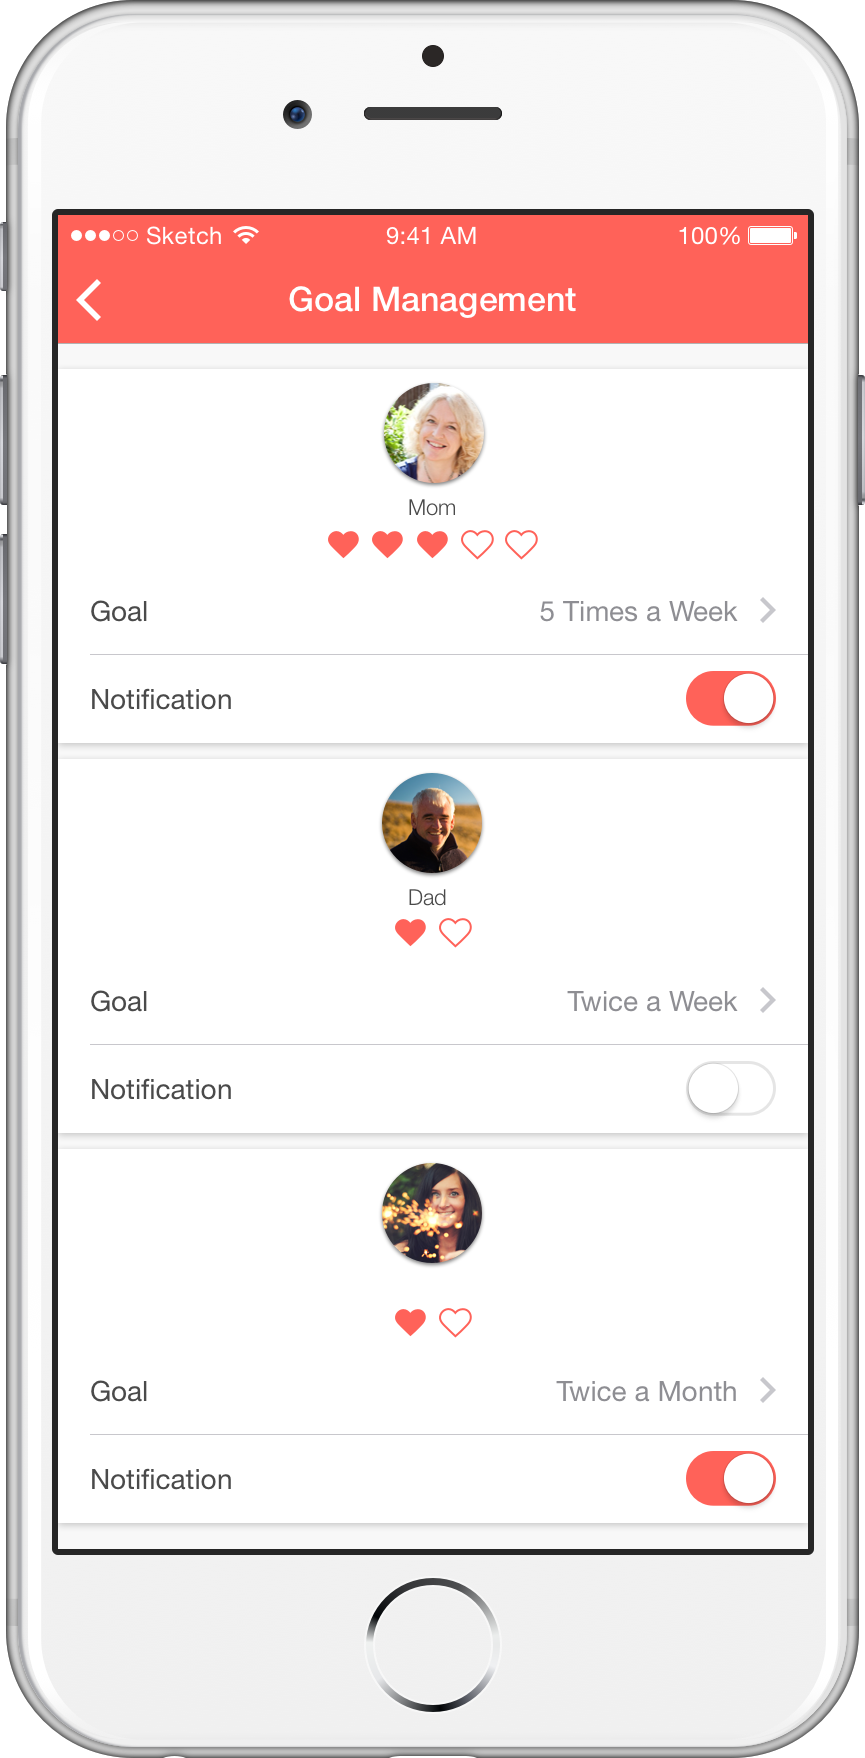 Sketch 9:41 AM 100%
Goal Management
Mom
Goal 5 Times a Week
Notification
Dad
Goal Twice a Week
Notification
Goal Twice a Month
Notification